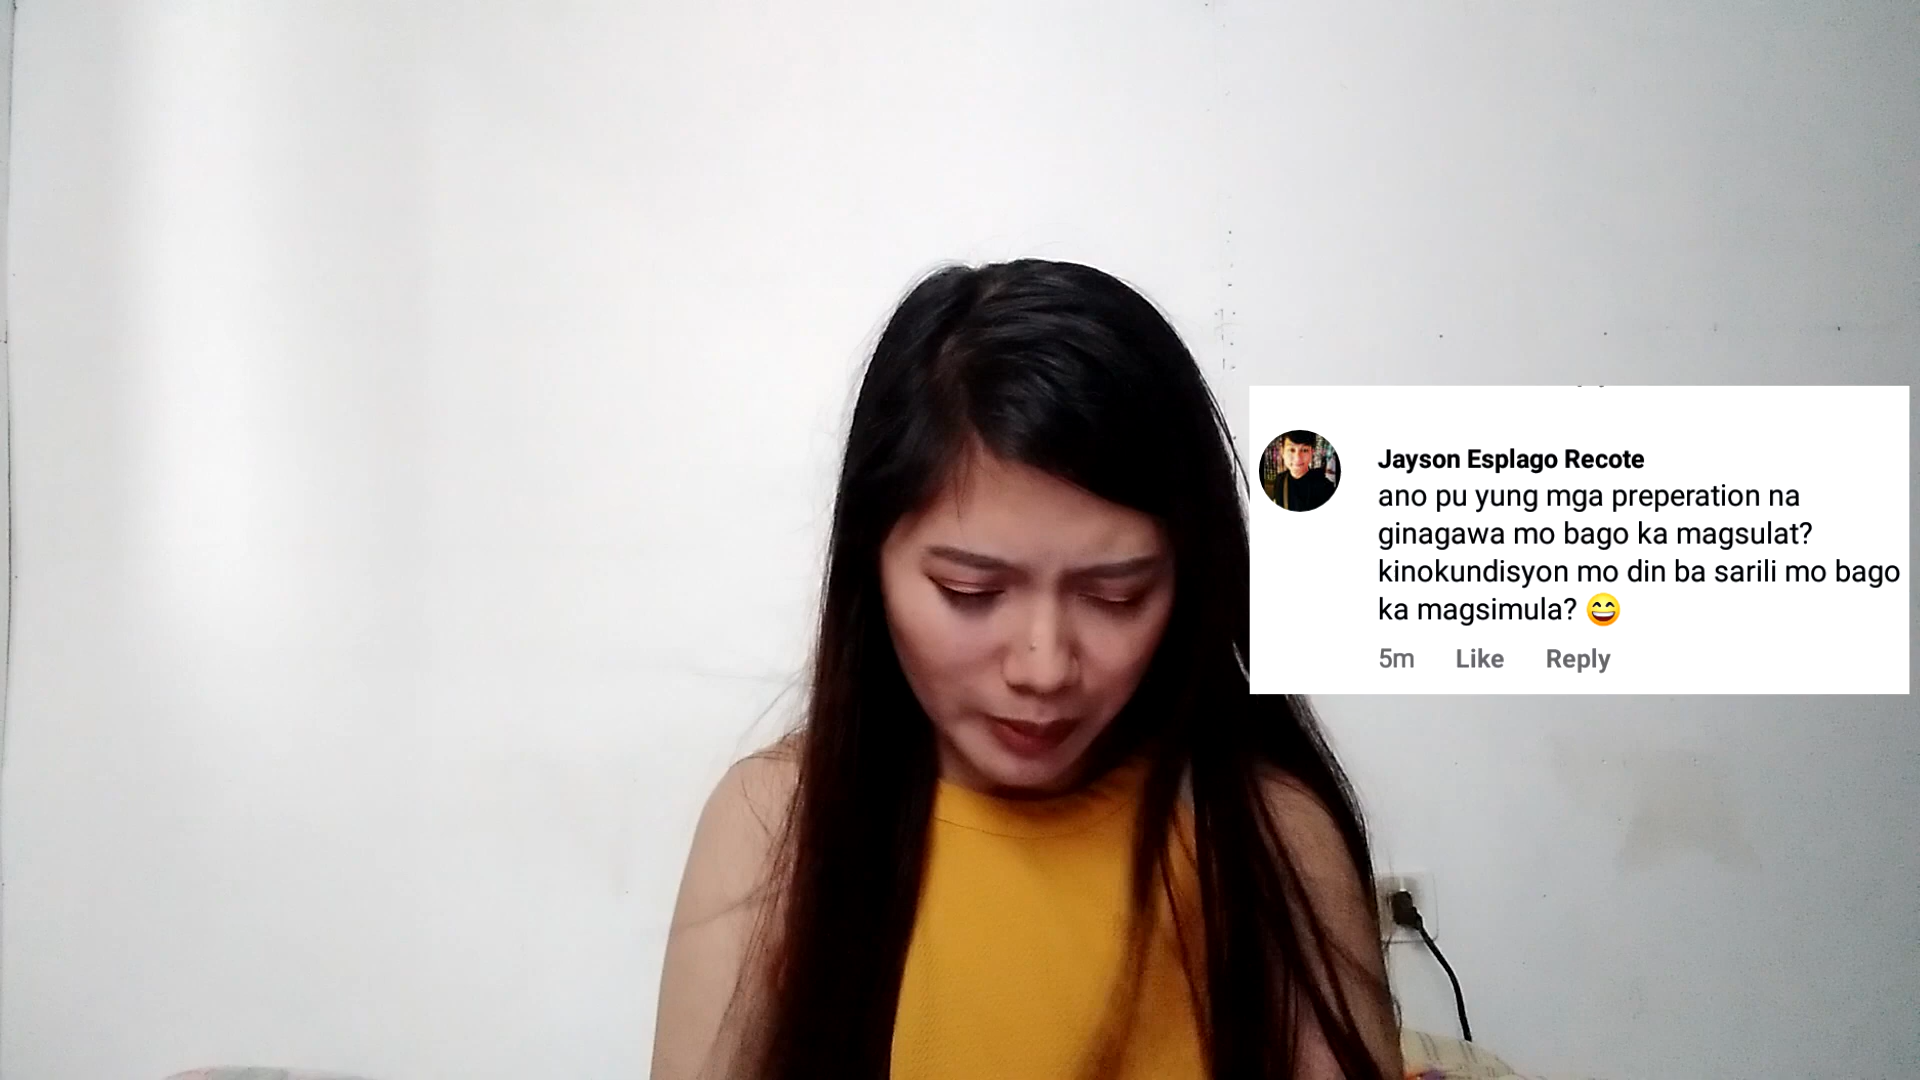 Jayson Esplago Recote
ano pu yung mga preperation na
ginagawa mo bago ka magsulat?
kinokundisyon mo din ba sarili mo bago
ka magsimula? 😄
5m Like Reply